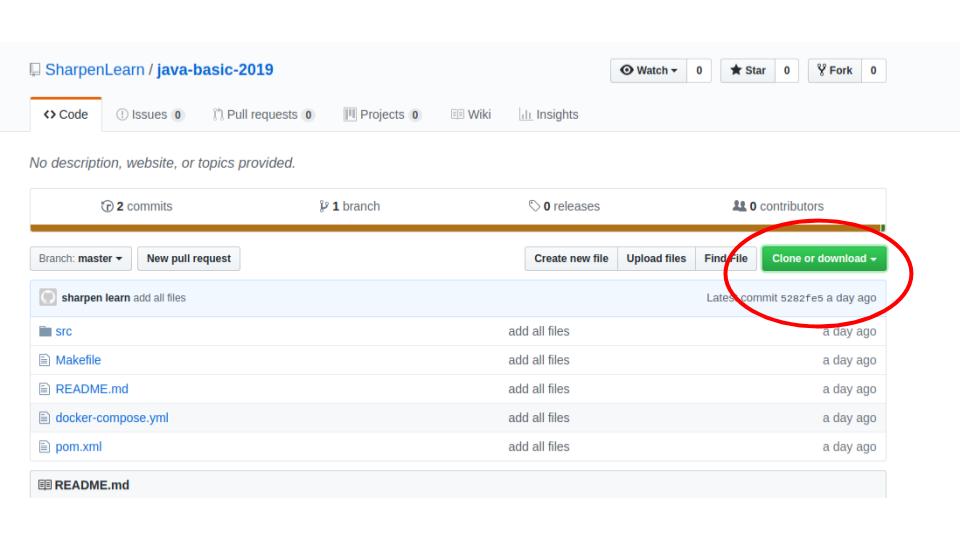 SharpenLearn / java-basic-2019
Watch 0 Star 0 Fork 0
Code Issues 0 Pull requests 0 Projects 0 Wiki Insights
No description, website, or topics provided.
2 commits 1 branch 0 releases 0 contributors
Branch: master New pull request Create new file Upload files Find File Clone or download
sharpen learn add all files Latest commit 5282fe5 a day ago
src add all files a day ago
Makefile add all files a day ago
README.md add all files a day ago
docker-compose.yml add all files a day ago
pom.xml add all files a day ago
README.md